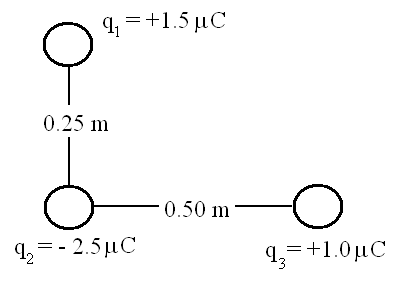 q₁ = +1.5 μC
0.25 m
0.50 m
q₂ = - 2.5 μC
q₃ = +1.0 μC